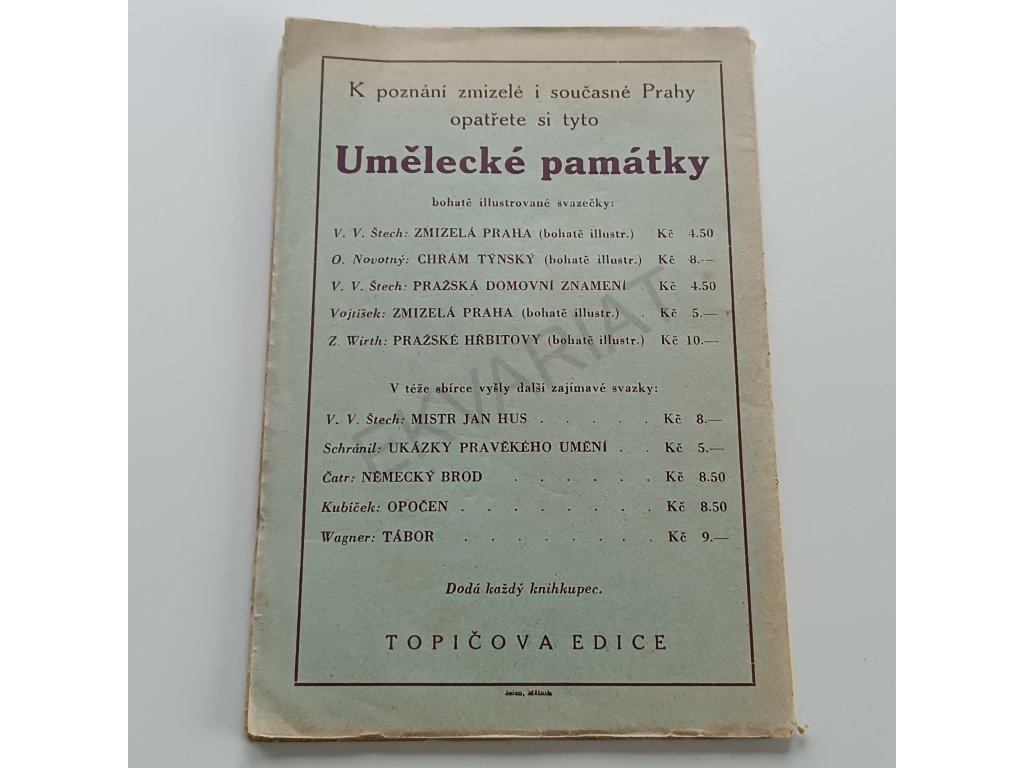 K poznání zmizelé i současné Prahy
opatřete si tyto
Umělecké památky
bohatě illustrované svazečky:
V. V. Štech: ZMIZELÁ PRAHA (bohatě illustr.) Kč 4.50
O. Novotný: CHRÁM TÝNSKÝ (bohatě illustr.) Kč 8.—
V. V. Štech: PRAŽSKÁ DOMOVNÍ ZNAMENÍ . Kč 4.50
Vojtíšek: ZMIZELÁ PRAHA (bohatě illustr.) . Kč 5.—
Z. Wirth: PRAŽSKÉ HŘBITOVY (bohatě illustr.) Kč 10.—
V téže sbírce vyšly další zajímavé svazky:
V. V. Štech: MISTR JAN HUS . . . . . Kč 8.—
Schránil: UKÁZKY PRAVĚKÉHO UMĚNÍ . . Kč 5.—
Čatr: NĚMECKÝ BROD . . . . . . Kč 8.50
Kubíček: OPOČEN . . . . . . . . Kč 8.50
Wagner: TÁBOR . . . . . . . . Kč 9.—
Dodá každý knihkupec.
TOPIČOVA EDICE
Jelen, Mělník
EKVARIAT